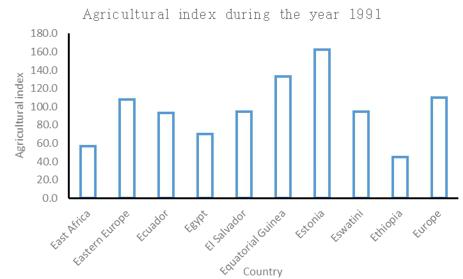 Agricultural index during the year 1991
Agricultural index
180.0
160.0
140.0
120.0
100.0
80.0
60.0
40.0
20.0
0.0
East Africa
Eastern Europe
Ecuador
Egypt
El Salvador
Equatorial Guinea
Estonia
Eswatini
Ethiopia
Europe
Country